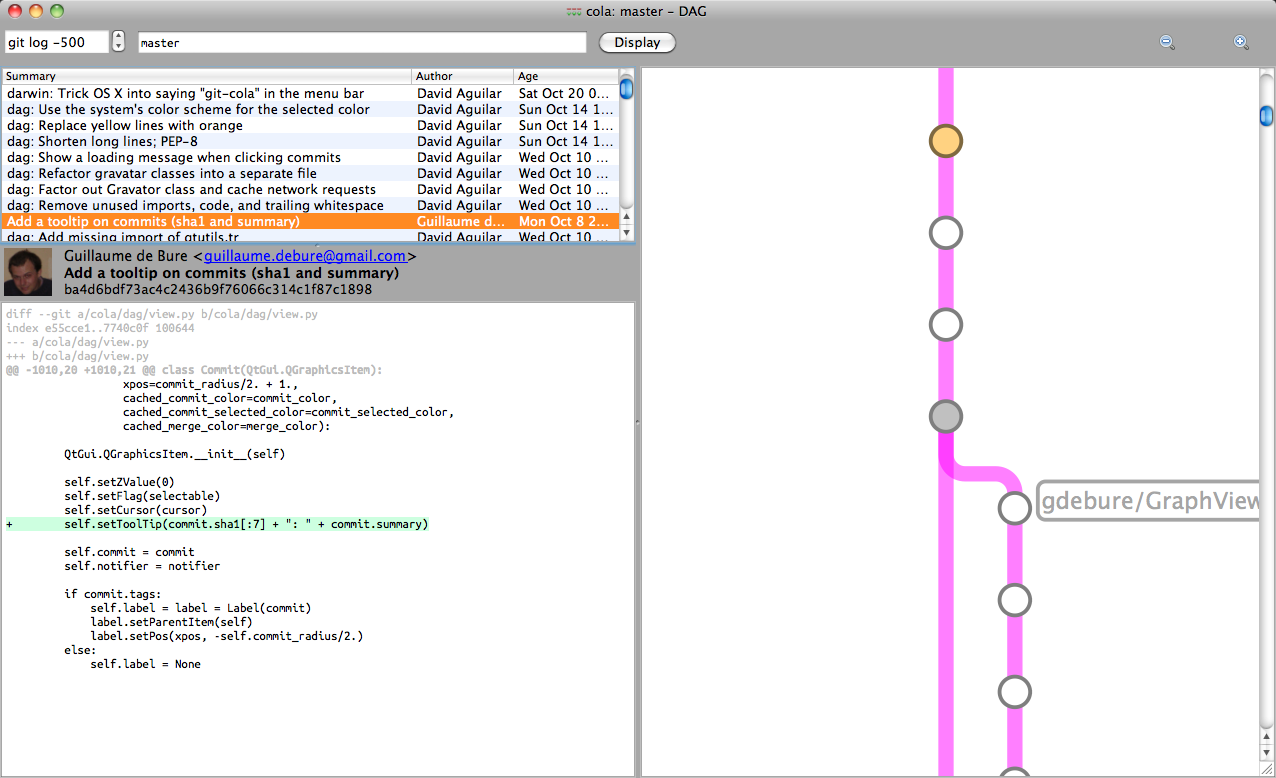 cola: master – DAG
git log -500
master
Display
Summary Author Age
darwin: Trick OS X into saying "git-cola" in the menu bar David Aguilar Sat Oct 20 0...
dag: Use the system's color scheme for the selected color David Aguilar Sun Oct 14 1...
dag: Replace yellow lines with orange David Aguilar Sun Oct 14 1...
dag: Shorten long lines; PEP-8 David Aguilar Sun Oct 14 1...
dag: Show a loading message when clicking commits David Aguilar Wed Oct 10 ...
dag: Refactor gravatar classes into a separate file David Aguilar Wed Oct 10 ...
dag: Factor out Gravator class and cache network requests David Aguilar Wed Oct 10 ...
dag: Remove unused imports, code, and trailing whitespace David Aguilar Wed Oct 10 ...
Add a tooltip on commits (sha1 and summary) Guillaume d... Mon Oct 8 2...
dag: Add missing import of qtutils.tr David Aguilar Wed Oct 10 ...
Guillaume de Bure <guillaume.debure@gmail.com>
Add a tooltip on commits (sha1 and summary)
ba4d6bdf73ac4c2436b9f76066c314c1f87c1898
diff --git a/cola/dag/view.py b/cola/dag/view.py
index e55cce1..7740c0f 100644
--- a/cola/dag/view.py
+++ b/cola/dag/view.py
@@ -1010,20 +1010,21 @@ class Commit(QtGui.QGraphicsItem):
xpos=commit_radius/2. + 1.,
cached_commit_color=commit_color,
cached_commit_selected_color=commit_selected_color,
cached_merge_color=merge_color):
QtGui.QGraphicsItem.__init__(self)
self.setZValue(0)
self.setFlag(selectable)
self.setCursor(cursor)
+ self.setToolTip(commit.sha1[:7] + ": " + commit.summary)
self.commit = commit
self.notifier = notifier
if commit.tags:
self.label = label = Label(commit)
label.setParentItem(self)
label.setPos(xpos, -self.commit_radius/2.)
else:
self.label = None
gdebure/GraphView